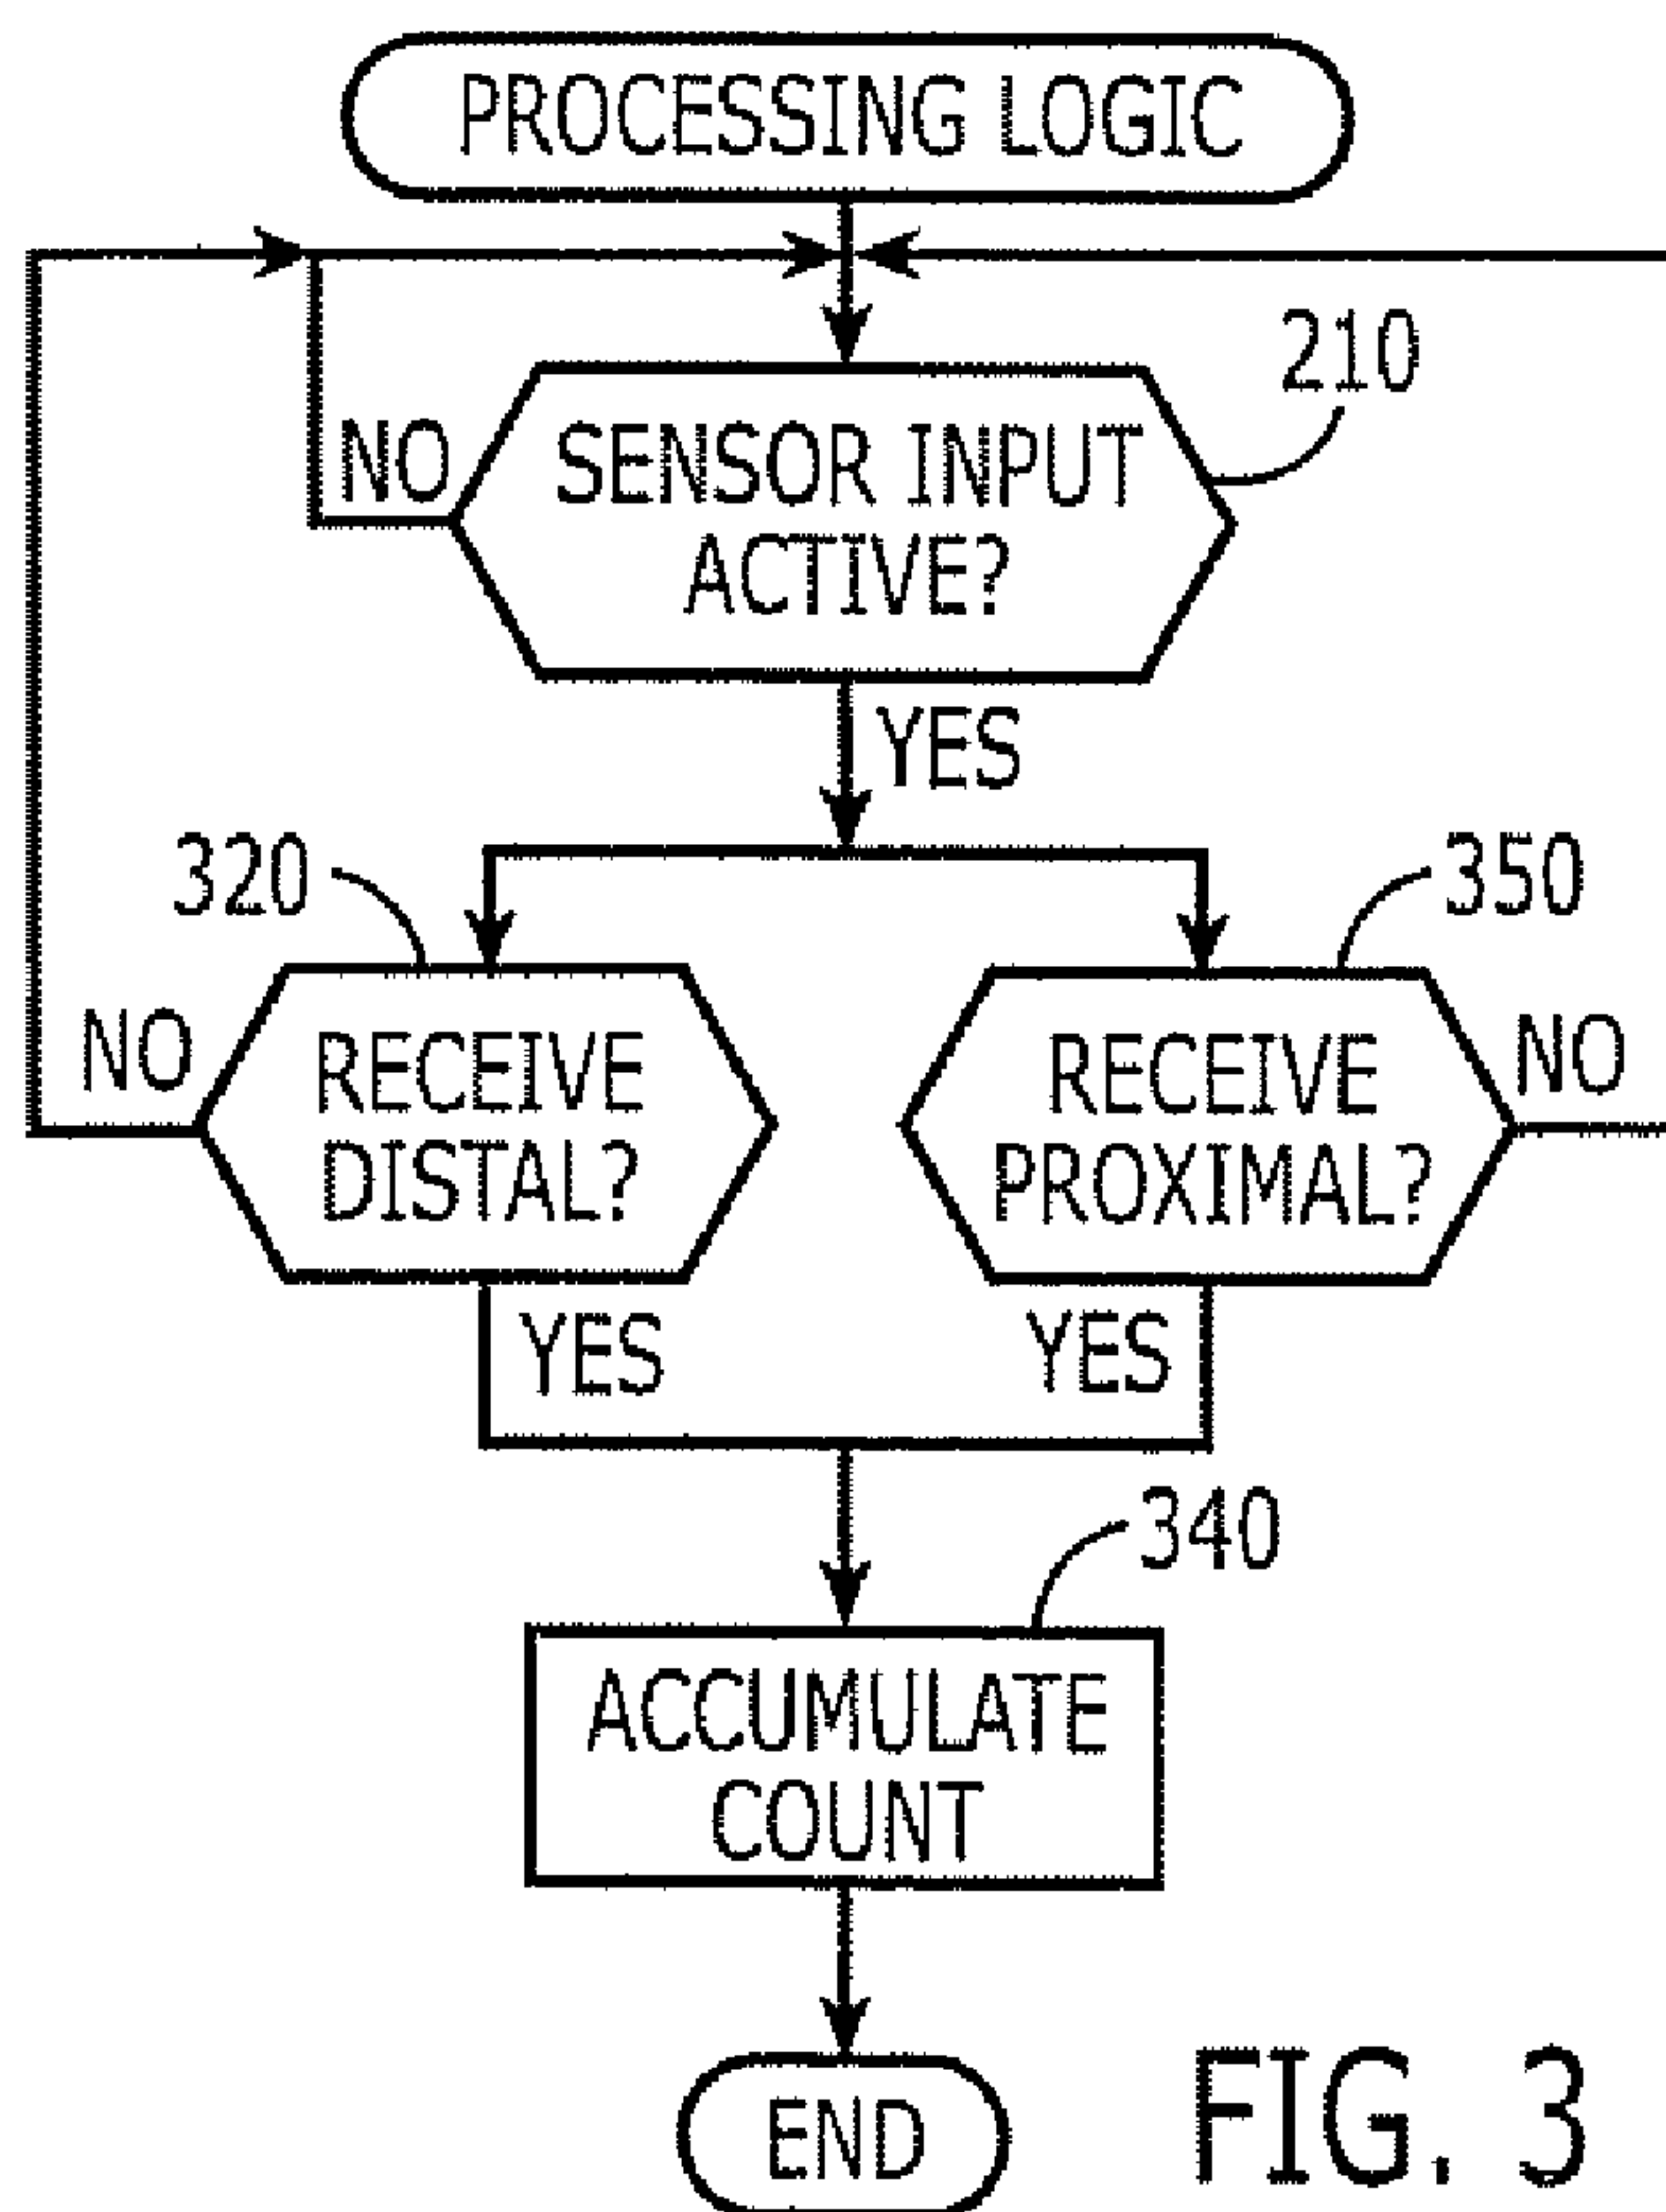 PROCESSING LOGIC
210
NO
SENSOR INPUT
ACTIVE?
YES
320
350
NO
RECEIVE
DISTAL?
RECEIVE
PROXIMAL?
NO
YES
YES
340
ACCUMULATE
COUNT
END
FIG. 3